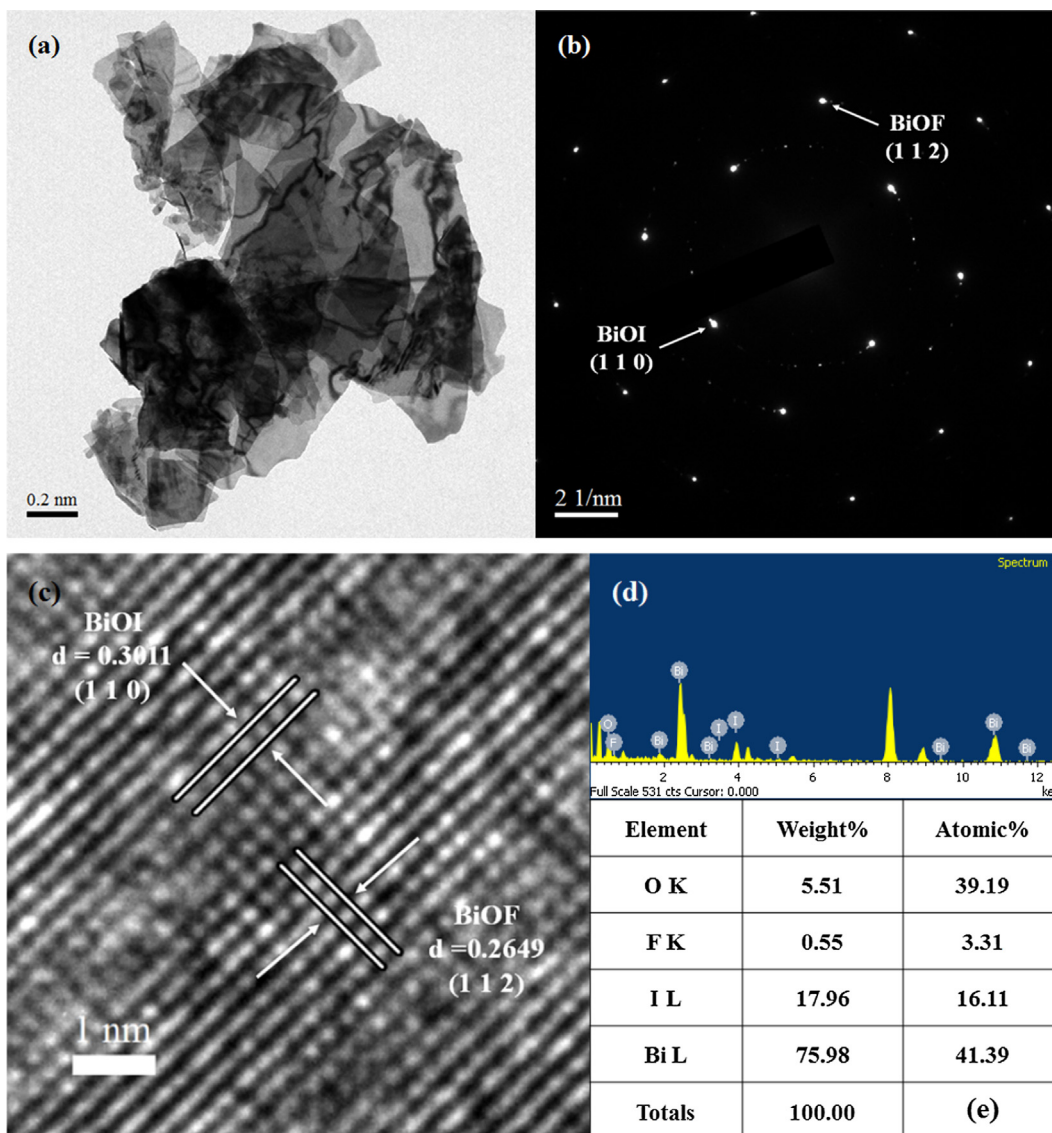 (a)
0.2 nm
(b)
BiOF
(1 1 2)
BiOI
(1 1 0)
2 1/nm
(c)
BiOI
d = 0.3011
(1 1 0)
BiOF
d =0.2649
(1 1 2)
1 nm
(d)
Spectrum
Bi
O
F
Bi
Bi
I
I
I
Bi
Bi
Bi
2 4 6 8 10 12
Full Scale 531 cts Cursor: 0.000
ke
Element Weight% Atomic%
O K 5.51 39.19
F K 0.55 3.31
I L 17.96 16.11
Bi L 75.98 41.39
Totals 100.00 (e)